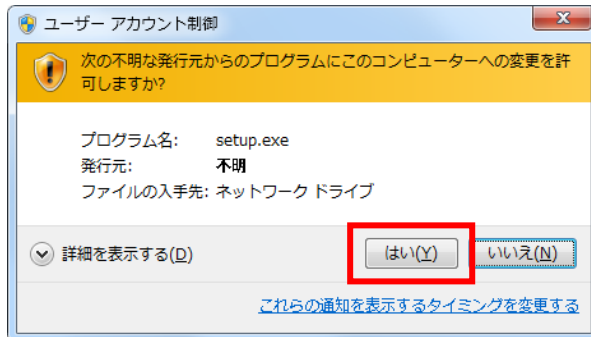 ユーザー アカウント制御
次の不明な発行元からのプログラムにこのコンピューターへの変更を許
可しますか?
プログラム名: setup.exe
発行元: 不明
ファイルの入手先: ネットワーク ドライブ
詳細を表示する(D) はい(Y) いいえ(N)
これらの通知を表示するタイミングを変更する